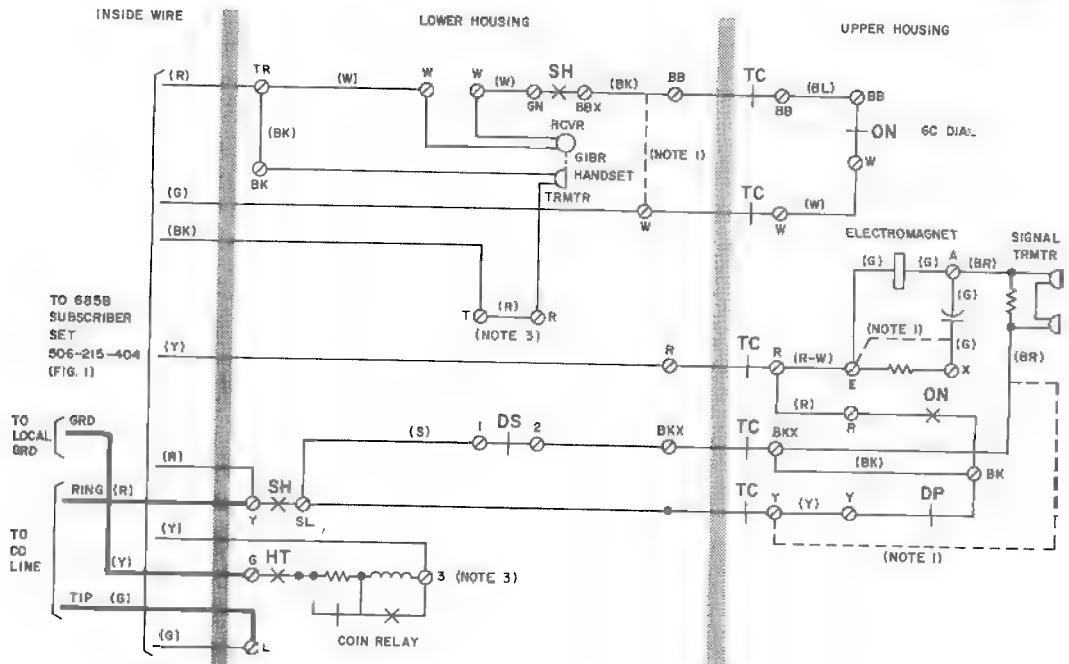 INSIDE WIRE
LOWER HOUSING
UPPER HOUSING
(R)
TR
(W)
W
W
(W)
GN
SH
BBX
(BK)
BB
TC
BB
(BL)
BB
ON
6C DIAL
W
(BK)
RCVR
G1BR
HANDSET
TRMTR
(NOTE 1)
BK
(G)
W
TC
W
(W)
(BK)
T
(R)
R
(NOTE 3)
ELECTROMAGNET
(G)
(G)
A
(BR)
SIGNAL
TRMTR
(G)
(NOTE 1)
(G)
(BR)
TO 685B
SUBSCRIBER
SET
506-215-404
(FIG. 1)
(Y)
R
TC
R
(R-W)
E
X
(R)
R
ON
TO
LOCAL
GRD
GRD
(S)
1
DS
2
BKX
TC
BKX
(BK)
BK
(R)
RING
(R)
Y
SH
SL
TC
Y
(Y)
Y
DP
(NOTE 1)
TO
CO
LINE
(Y)
(Y)
G
HT
3
(NOTE 3)
TIP
(G)
COIN RELAY
(G)
L